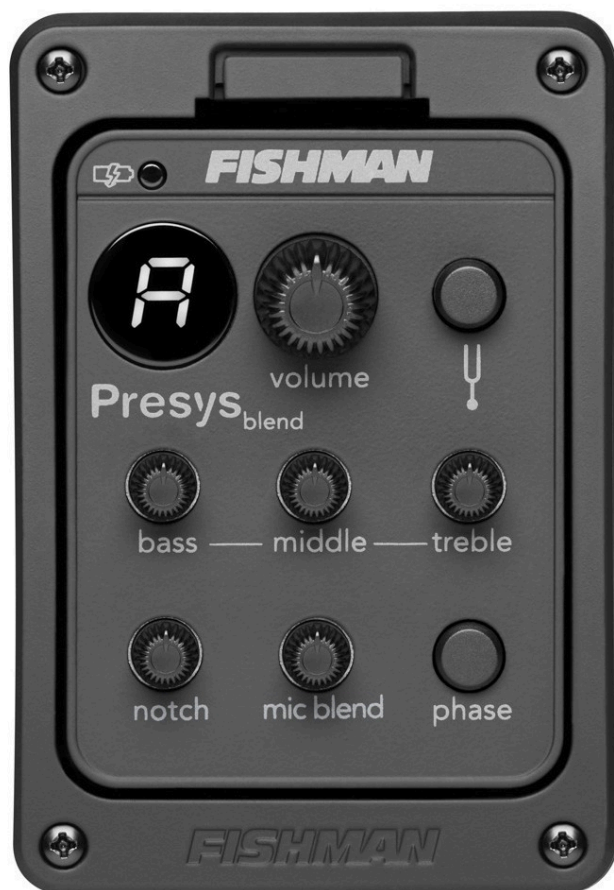 FISHMAN
A
volume
Presys blend
bass middle treble
notch mic blend phase
FISHMAN